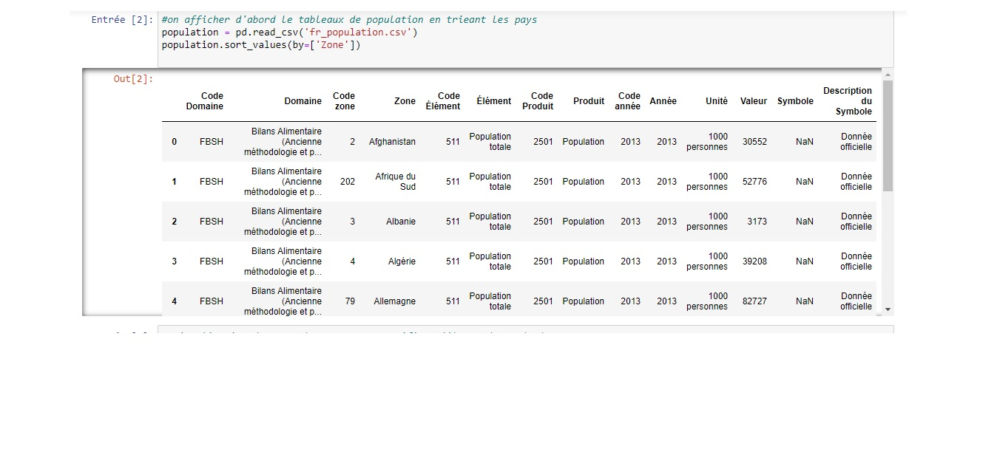 Entrée [2]: #on afficher d'abord le tableaux de population en trieant les pays
population = pd.read_csv('fr_population.csv')
population.sort_values(by=['Zone'])
Out[2]:
Code Domaine Domaine Code zone Zone Code Élément Élément Code Produit Produit Code année Année Unité Valeur Symbole Description du Symbole
0 FBSH Bilans Alimentaire (Ancienne méthodologie et p... 2 Afghanistan 511 Population totale 2501 Population 2013 2013 1000 personnes 30552 NaN Donnée officielle
1 FBSH Bilans Alimentaire (Ancienne méthodologie et p... 202 Afrique du Sud 511 Population totale 2501 Population 2013 2013 1000 personnes 52776 NaN Donnée officielle
2 FBSH Bilans Alimentaire (Ancienne méthodologie et p... 3 Albanie 511 Population totale 2501 Population 2013 2013 1000 personnes 3173 NaN Donnée officielle
3 FBSH Bilans Alimentaire (Ancienne méthodologie et p... 4 Algérie 511 Population totale 2501 Population 2013 2013 1000 personnes 39208 NaN Donnée officielle
4 FBSH Bilans Alimentaire (Ancienne méthodologie et p... 79 Allemagne 511 Population totale 2501 Population 2013 2013 1000 personnes 82727 NaN Donnée officielle